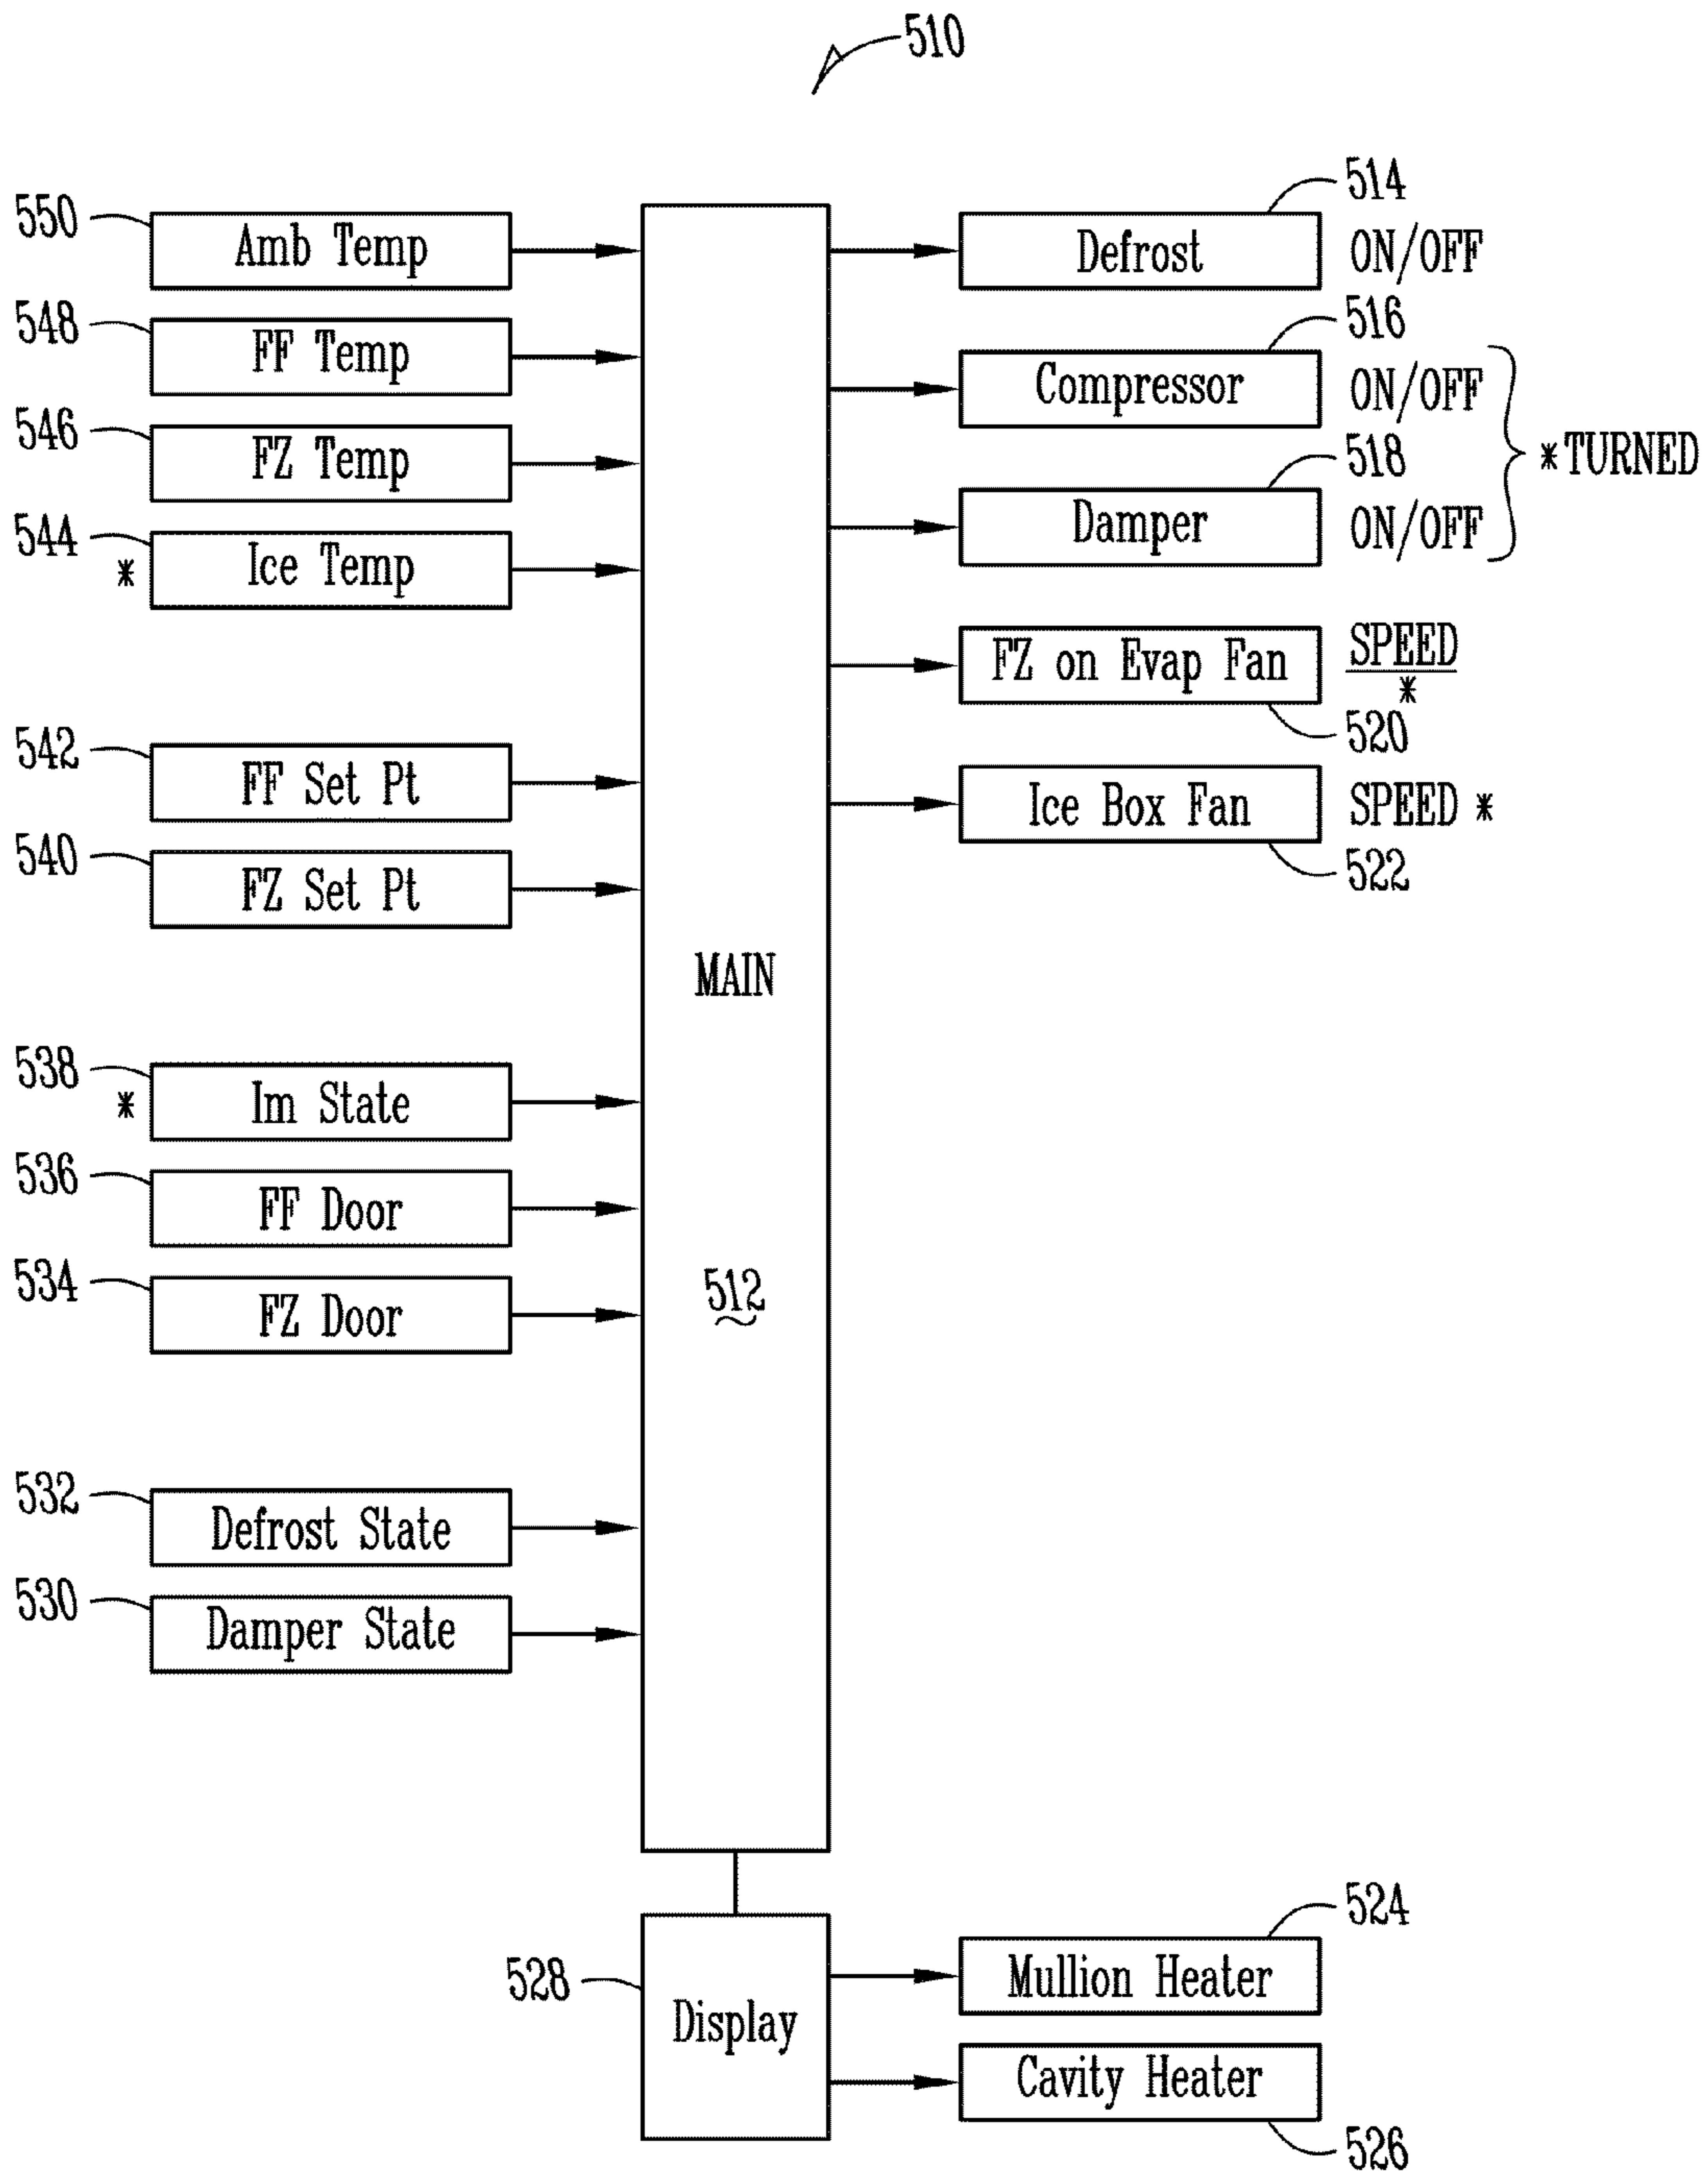 510
550
Amb Temp
548
FF Temp
546
FZ Temp
544
* Ice Temp
542
FF Set Pt
540
FZ Set Pt
538
* Im State
536
FF Door
534
FZ Door
532
Defrost State
530
Damper State
MAIN
512
514
Defrost ON/OFF
516
Compressor ON/OFF
518
Damper ON/OFF
*TURNED
FZ on Evap Fan SPEED
*
520
Ice Box Fan SPEED *
522
528
Display
524
Mullion Heater
Cavity Heater
526